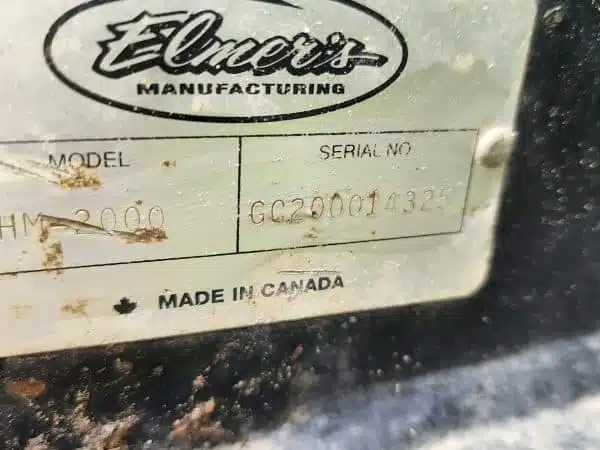 Elmer's
MANUFACTURING
MODEL
SERIAL NO
HM-2000
GC200014325
MADE IN CANADA